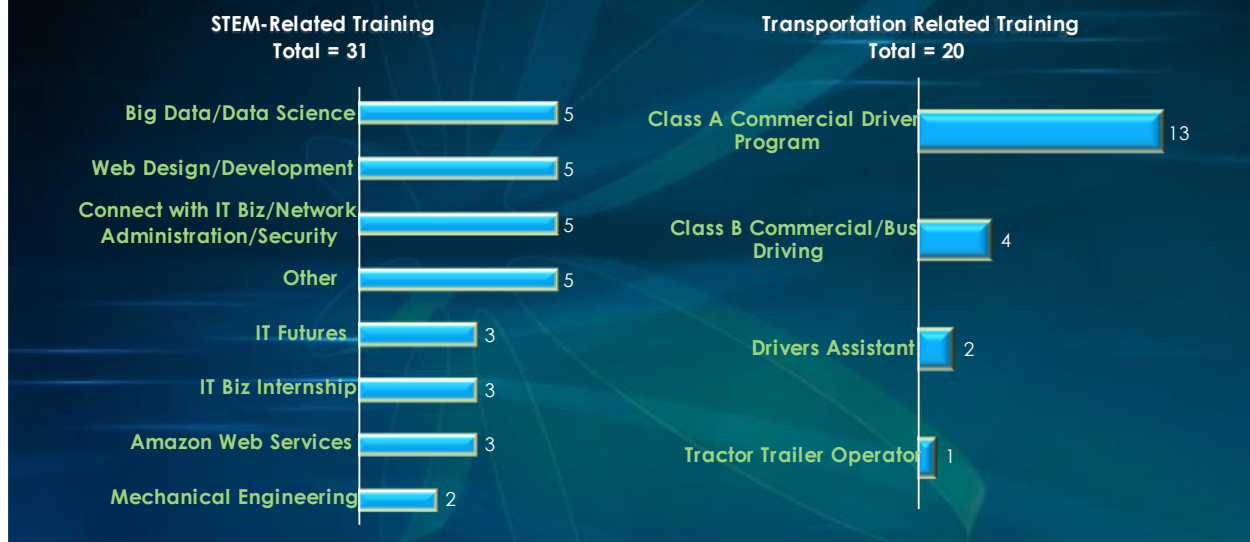 STEM-Related Training
Total = 31
Big Data/Data Science
5
Web Design/Development
5
Connect with IT Biz/Network
Administration/Security
5
Other
5
IT Futures
3
IT Biz Internship
3
Amazon Web Services
3
Mechanical Engineering
2
Transportation Related Training
Total = 20
Class A Commercial Driver
Program
13
Class B Commercial/Bus
Driving
4
Drivers Assistant
2
Tractor Trailer Operator
1